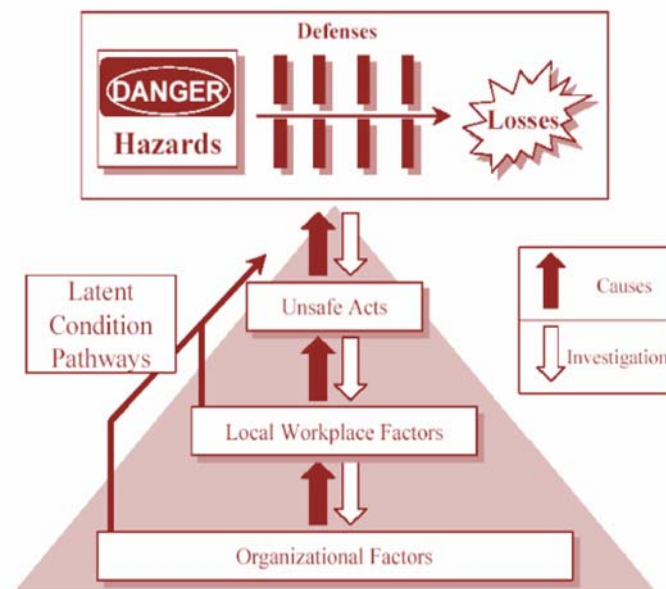 Defenses
DANGER
Hazards
Losses
Latent
Condition
Pathways
Unsafe Acts
Causes
Investigation
Local Workplace Factors
Organizational Factors